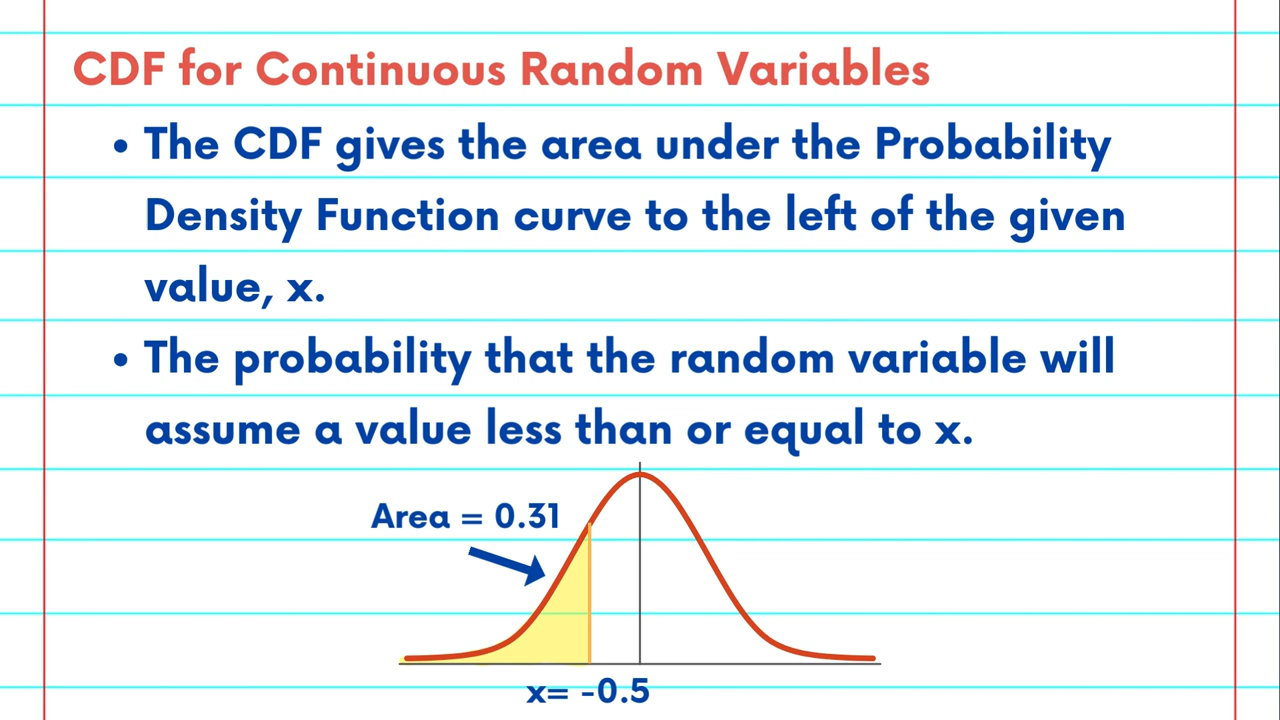 CDF for Continuous Random Variables
• The CDF gives the area under the Probability
Density Function curve to the left of the given
value, x.
• The probability that the random variable will
assume a value less than or equal to x.
Area = 0.31
x= -0.5